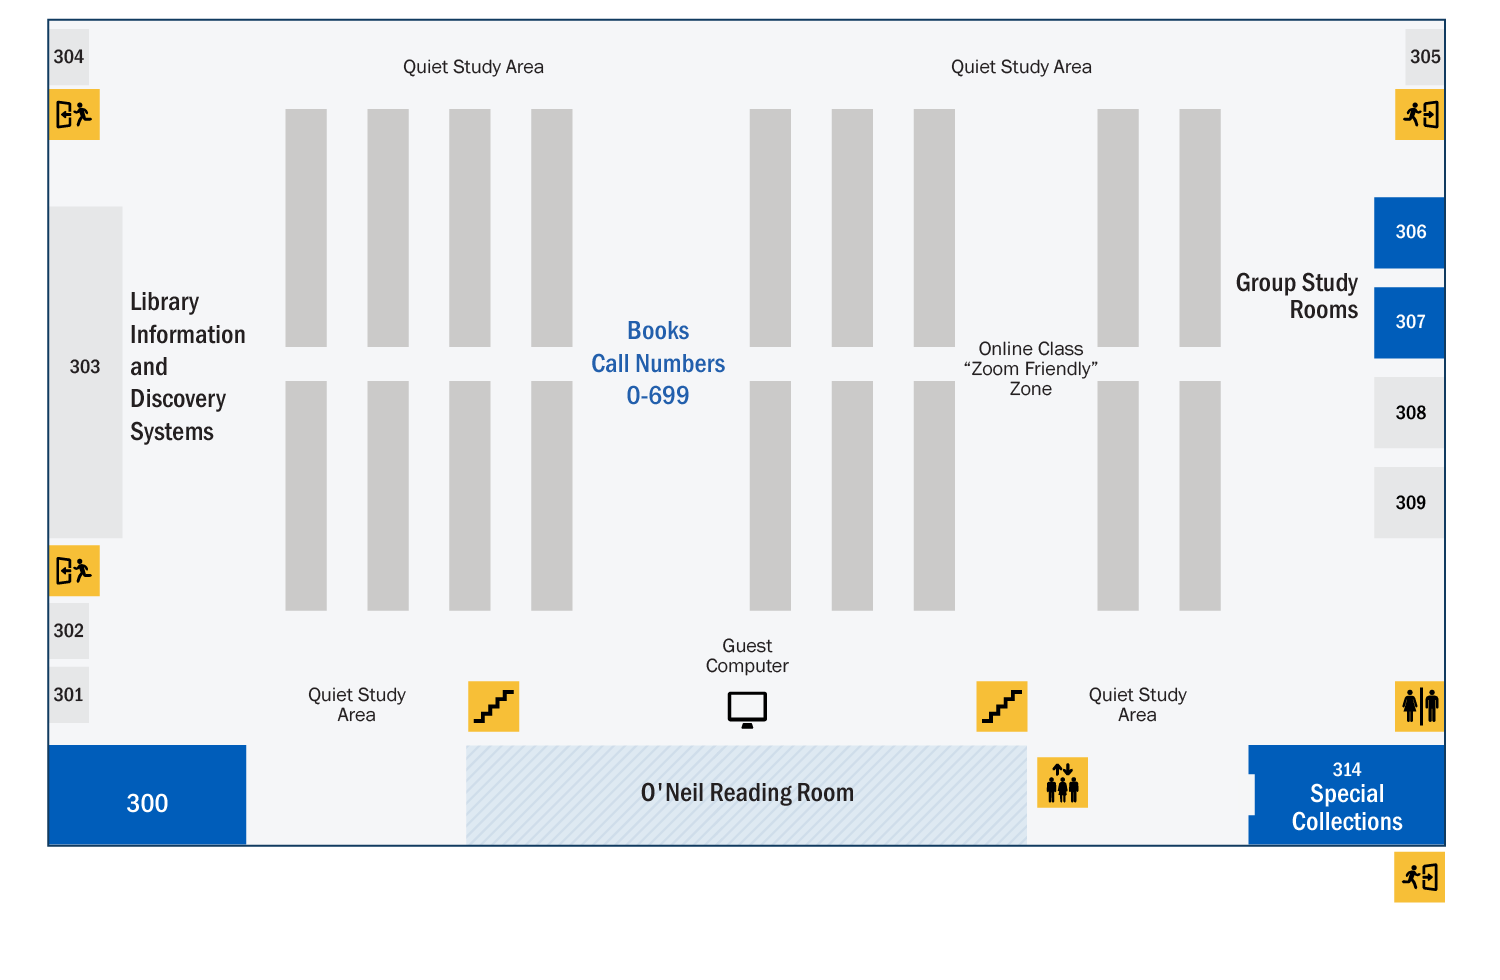 304
Quiet Study Area
Quiet Study Area
305
306
Group Study
Rooms
307
Library
Information
and
Discovery
Systems
303
Books
Call Numbers
0-699
Online Class
“Zoom Friendly”
Zone
308
309
302
301
Guest
Computer
Quiet Study
Area
Quiet Study
Area
300
O'Neil Reading Room
314
Special
Collections